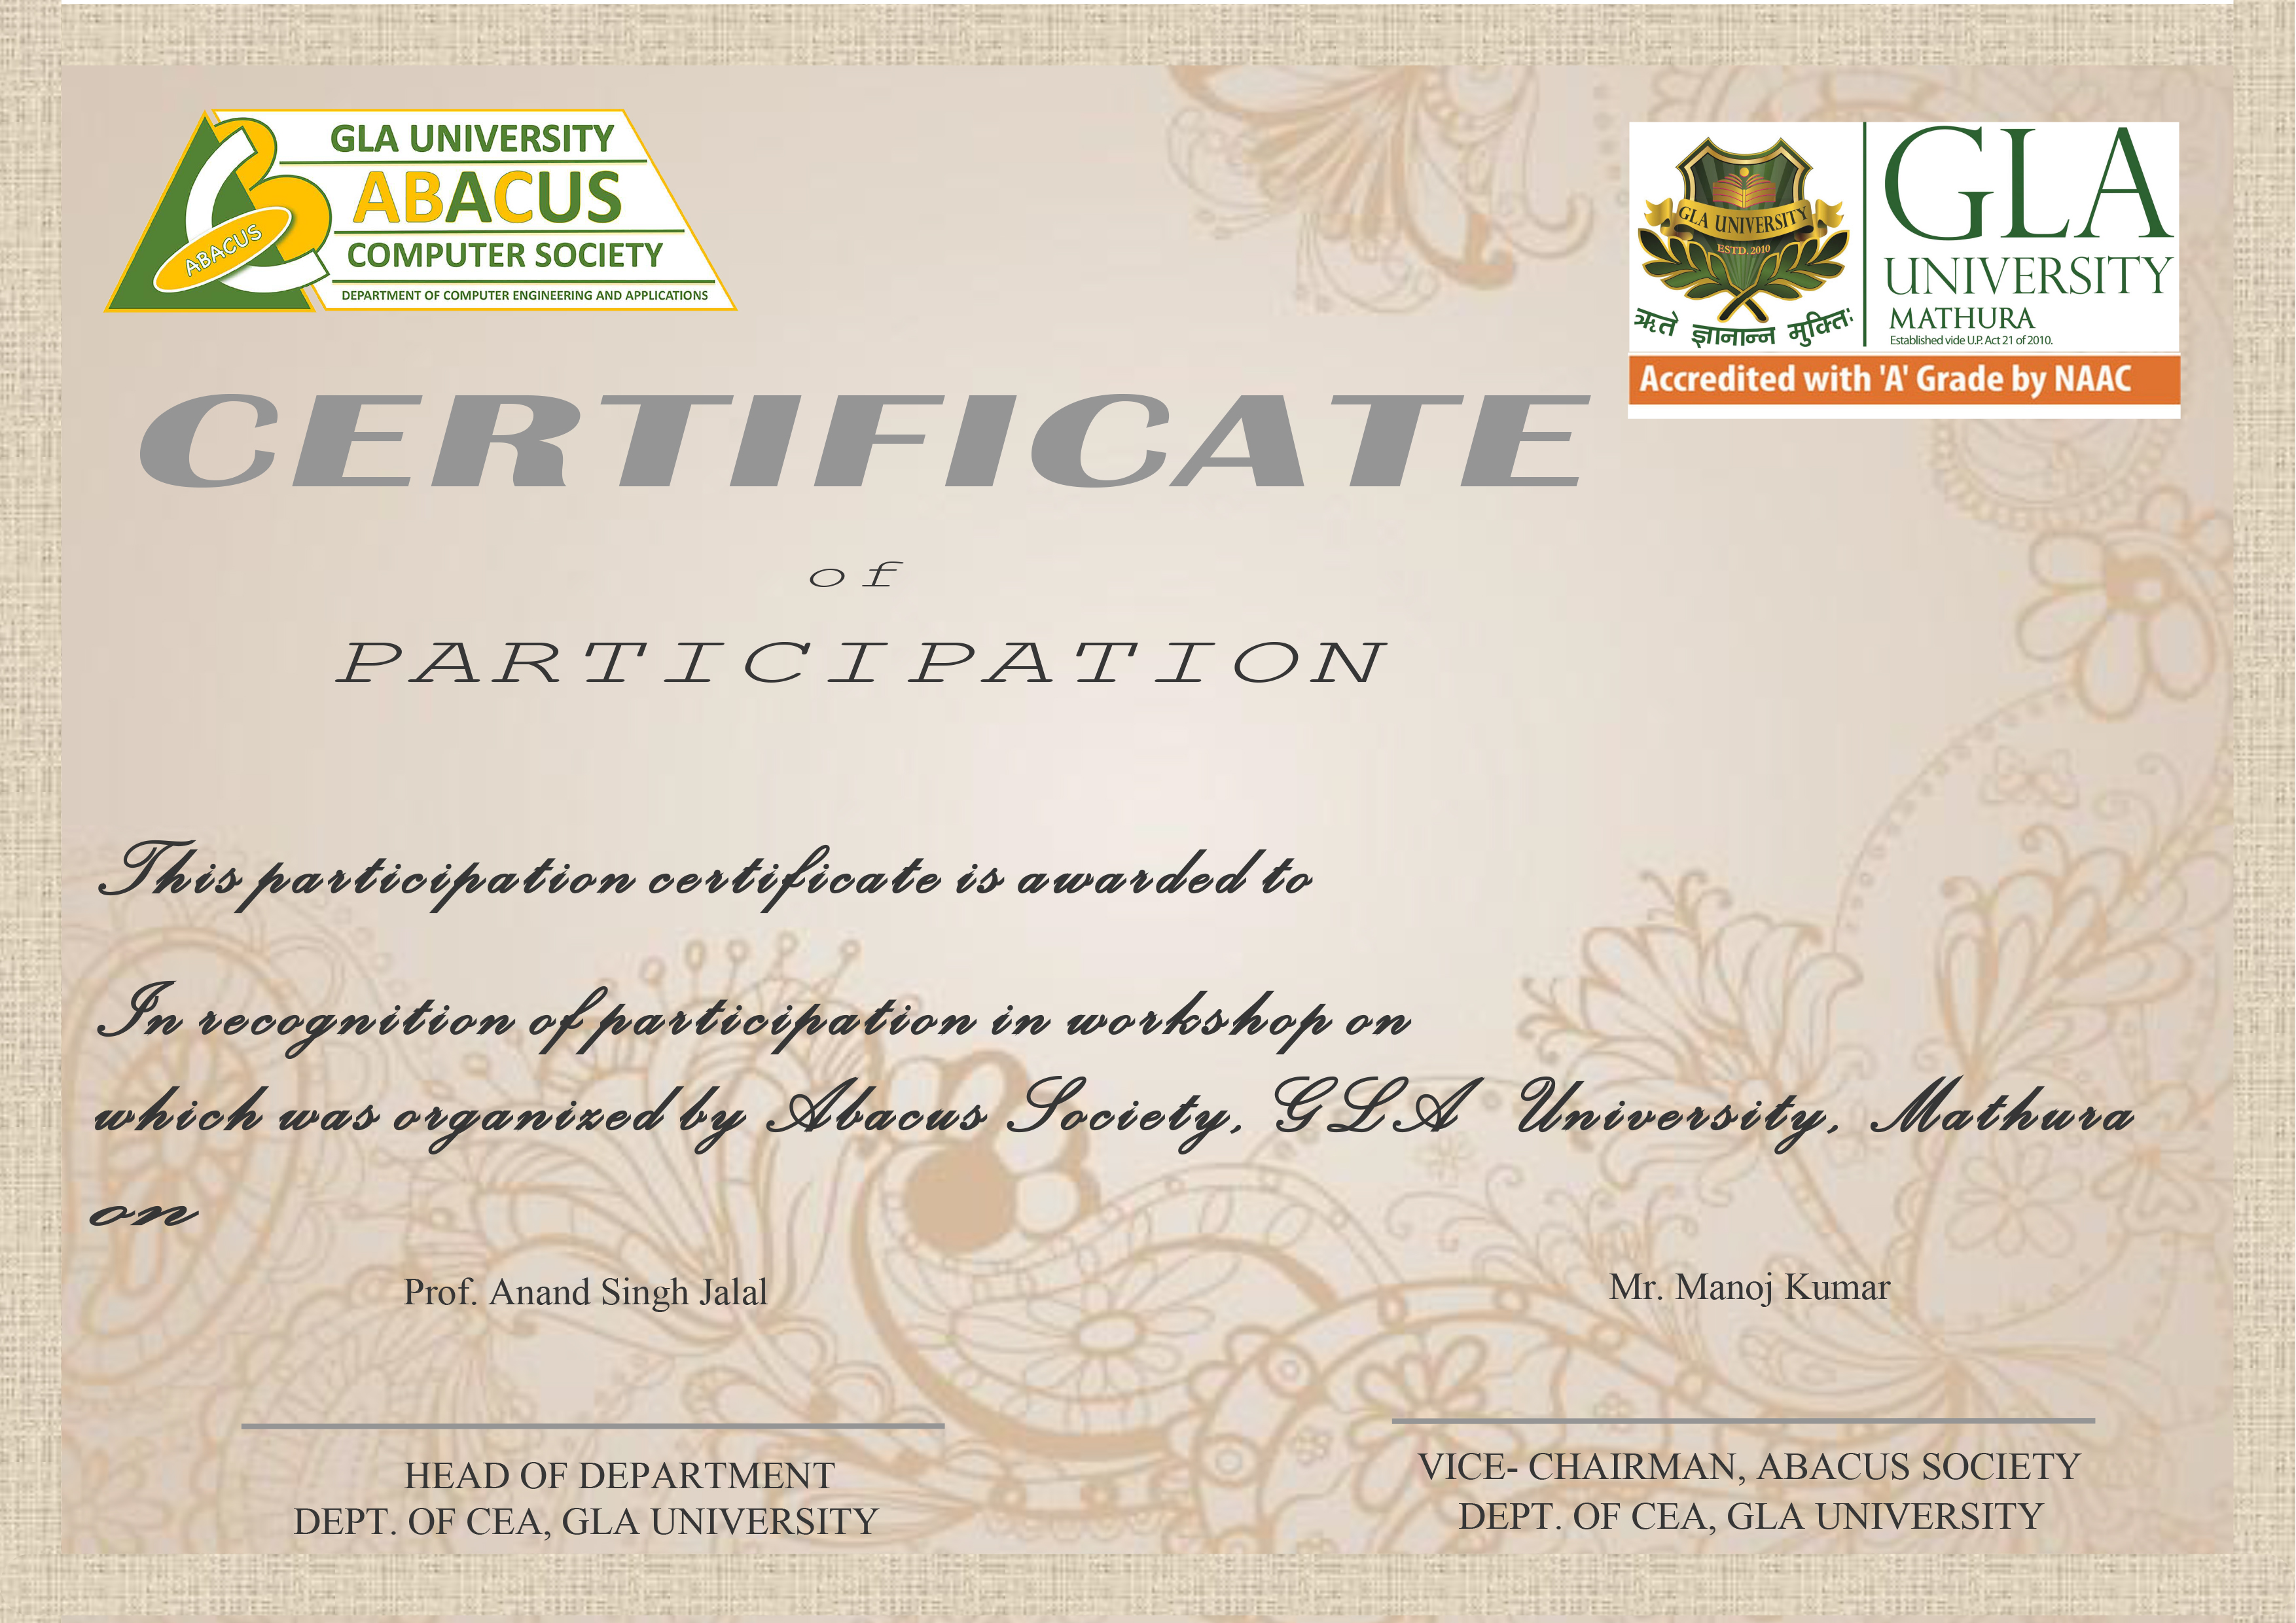 GLA UNIVERSITY
ABACUS
COMPUTER SOCIETY
DEPARTMENT OF COMPUTER ENGINEERING AND APPLICATIONS
ABACUS
GLA UNIVERSITY
ESTD. 2010
ऋते ज्ञानान्न मुक्तिः
GLA
UNIVERSITY
MATHURA
Established vide U.P. Act 21 of 2010.
Accredited with 'A' Grade by NAAC
CERTIFICATE
of
PARTICIPATION
This participation certificate is awarded to
In recognition of participation in workshop on
which was organized by Abacus Society, GLA University, Mathura
on
Prof. Anand Singh Jalal
HEAD OF DEPARTMENT
DEPT. OF CEA, GLA UNIVERSITY
Mr. Manoj Kumar
VICE- CHAIRMAN, ABACUS SOCIETY
DEPT. OF CEA, GLA UNIVERSITY